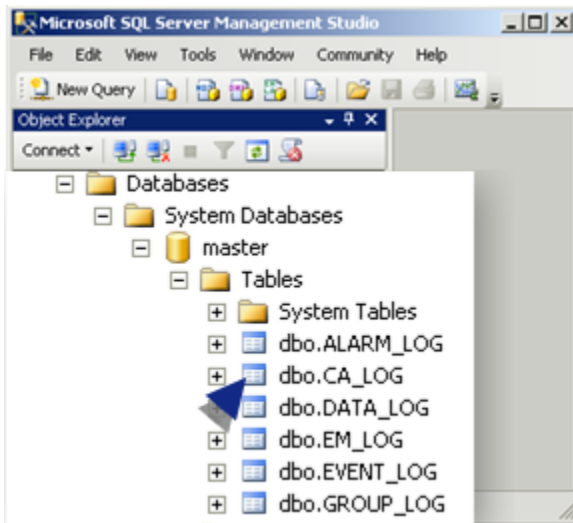 Microsoft SQL Server Management Studio
File Edit View Tools Window Community Help
New Query
Object Explorer
Connect
Databases
System Databases
master
Tables
System Tables
dbo.ALARM_LOG
dbo.CA_LOG
dbo.DATA_LOG
dbo.EM_LOG
dbo.EVENT_LOG
dbo.GROUP_LOG